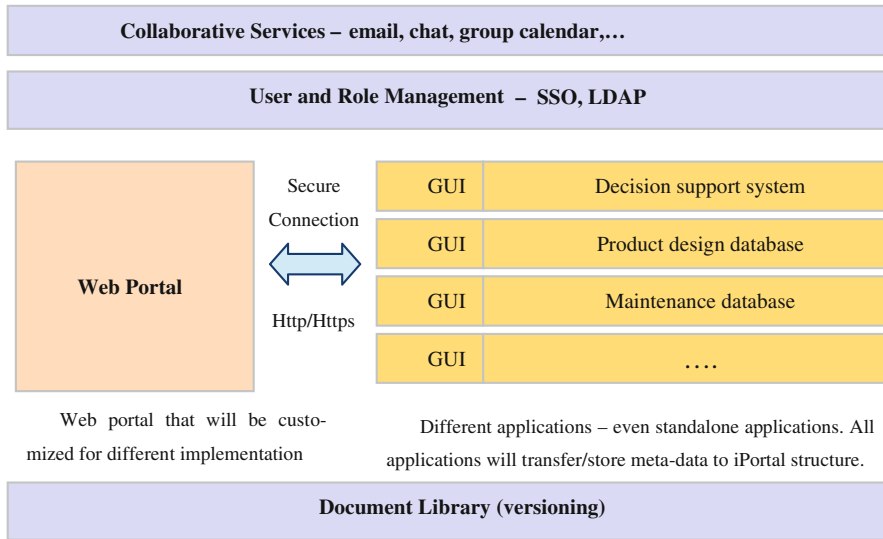 Collaborative Services – email, chat, group calendar,…
User and Role Management – SSO, LDAP
Web Portal
Secure
Connection
Http/Https
GUI Decision support system
GUI Product design database
GUI Maintenance database
GUI ….
Web portal that will be custo-
mized for different implementation
Different applications – even standalone applications. All
applications will transfer/store meta-data to iPortal structure.
Document Library (versioning)